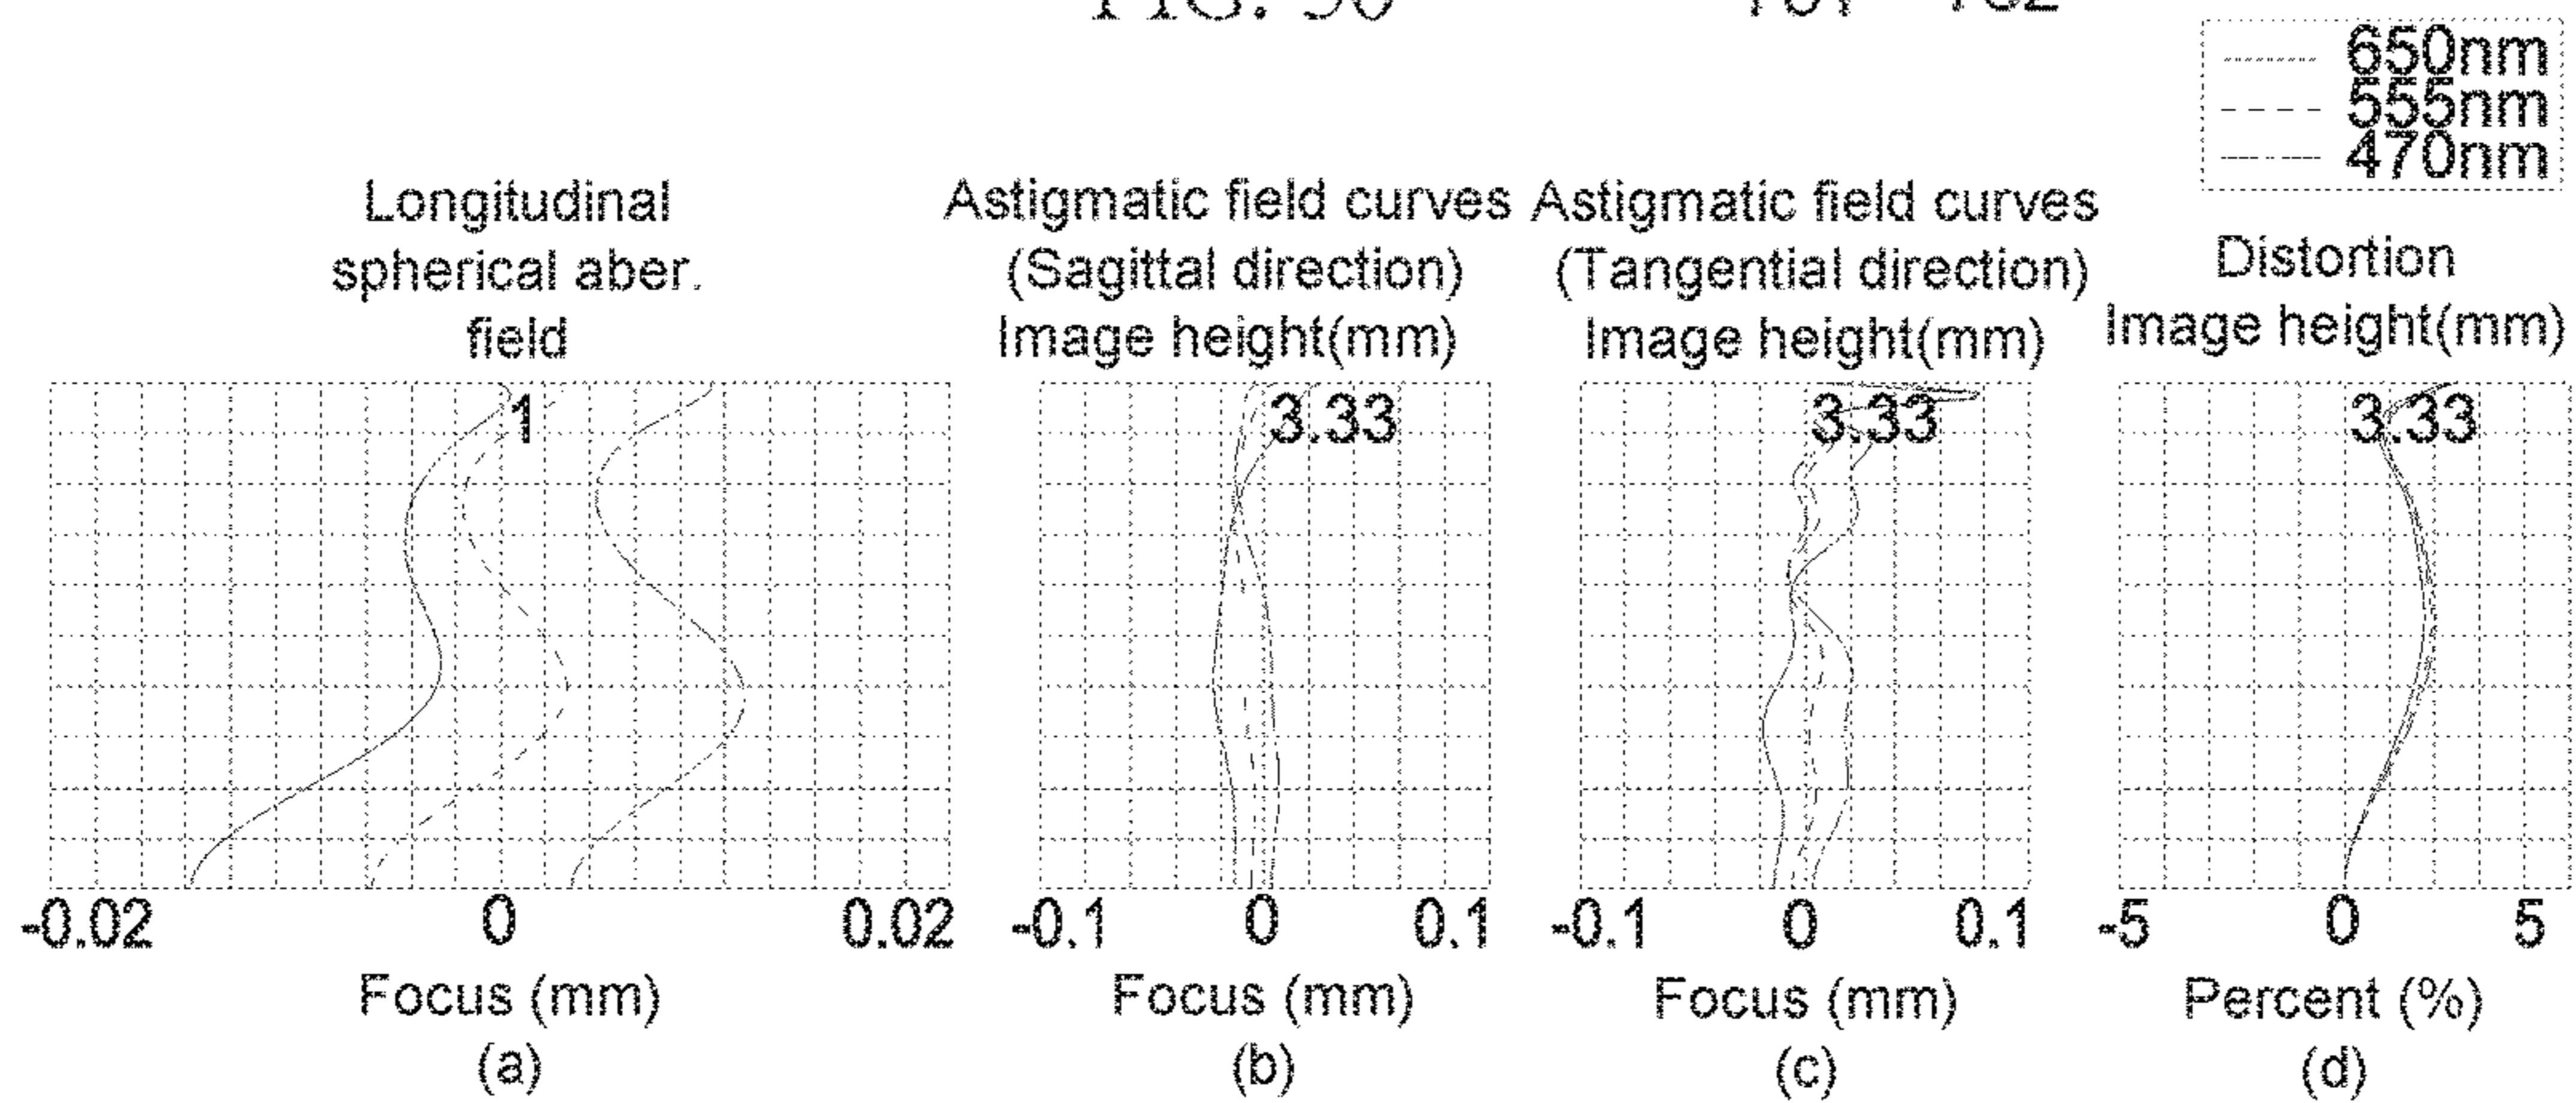 650nm
555nm
470nm
Longitudinal
spherical aber.
field
Astigmatic field curves
(Sagittal direction)
Image height(mm)
Astigmatic field curves
(Tangential direction)
Image height(mm)
Distortion
Image height(mm)
1
3.33
3.33
3.33
-0.02 0 0.02
-0.1 0 0.1
-0.1 0 0.1
-5 0 5
Focus (mm)
Focus (mm)
Focus (mm)
Percent (%)
(a)
(b)
(c)
(d)